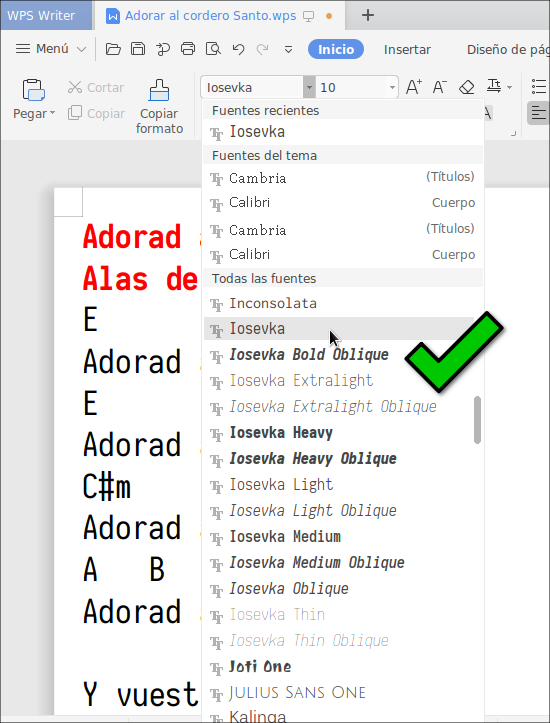 WPS Writer
Adorar al cordero Santo.wps
Menú
Inicio
Insertar
Diseño de pág
Pegar
Cortar
Copiar
Copiar formato
Iosevka
10
A+ A-
Fuentes recientes
Iosevka
Fuentes del tema
Cambria (Títulos)
Calibri Cuerpo
Cambria (Títulos)
Calibri Cuerpo
Todas las fuentes
Inconsolata
Iosevka
Iosevka Bold Oblique
Iosevka Extralight
Iosevka Extralight Oblique
Iosevka Heavy
Iosevka Heavy Oblique
Iosevka Light
Iosevka Light Oblique
Iosevka Medium
Iosevka Medium Oblique
Iosevka Oblique
Iosevka Thin
Iosevka Thin Oblique
Joti One
Julius Sans One
Kalinga
Adorad
Alas de
E
Adorad
E
Adorad
C#m
Adorad
A B
Adorad
Y vuest